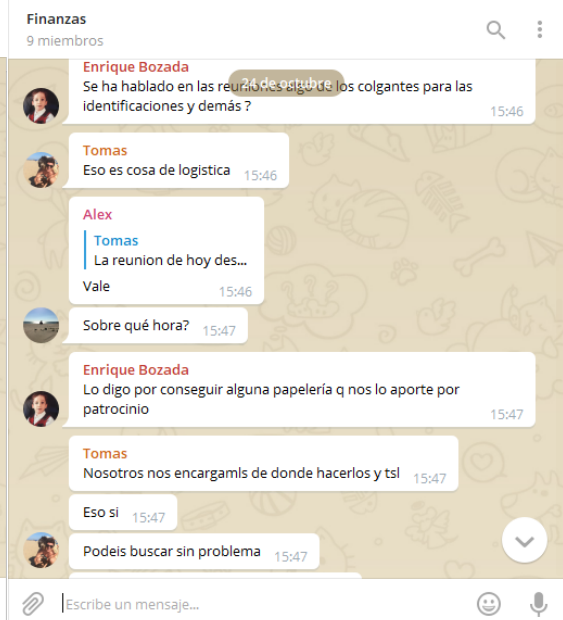 Finanzas
9 miembros
Enrique Bozada
24 de octubre
Se ha hablado en las reuniones algo de los colgantes para las
identificaciones y demás ?
15:46
Tomas
Eso es cosa de logistica 15:46
Alex
Tomas
La reunion de hoy des...
Vale 15:46
Sobre qué hora? 15:47
Enrique Bozada
Lo digo por conseguir alguna papelería q nos lo aporte por
patrocinio 15:47
Tomas
Nosotros nos encargamls de donde hacerlos y tsl 15:47
Eso si 15:47
Podeis buscar sin problema 15:47
Escribe un mensaje...